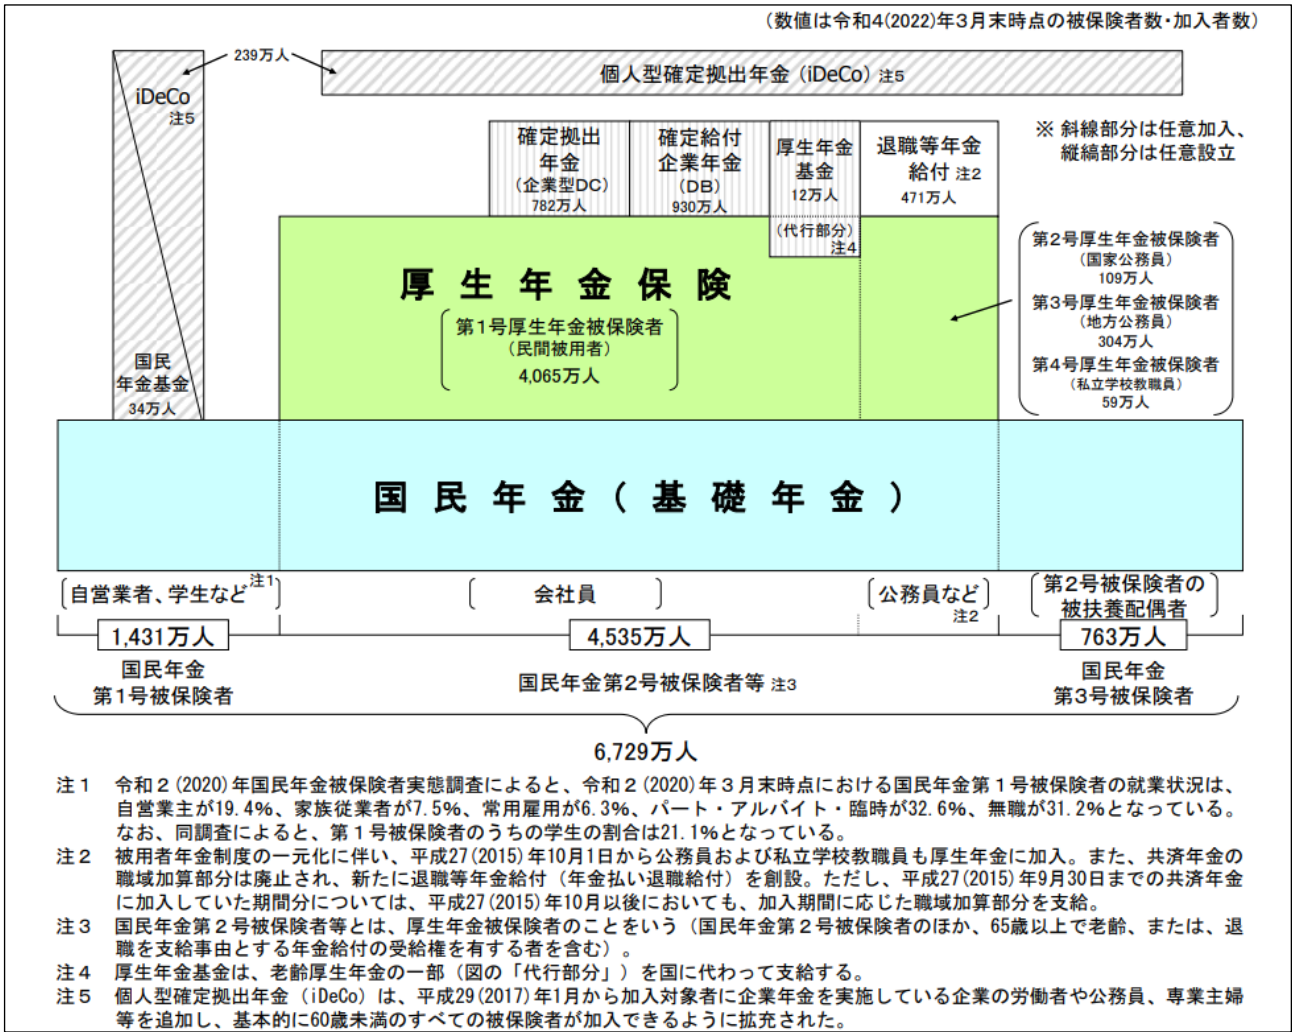 (数値は令和4(2022)年3月末時点の被保険者数・加入者数)
239万人
iDeCo
注5
個人型確定拠出年金(iDeCo) 注5
確定拠出
年金
(企業型DC)
782万人
確定給付
企業年金
(DB)
930万人
厚生年金
基金
12万人
退職等年金
給付 注2
471万人
※ 斜線部分は任意加入、
縦縞部分は任意設立
(代行部分)
注4
厚生年金保険
第1号厚生年金被保険者
(民間被用者)
4,065万人
第2号厚生年金被保険者
(国家公務員)
109万人
第3号厚生年金被保険者
(地方公務員)
304万人
第4号厚生年金被保険者
(私立学校教職員)
59万人
国民
年金基金
34万人
国民年金(基礎年金)
自営業者、学生など 注1
会社員
公務員など
注2
第2号被保険者の
被扶養配偶者
1,431万人
4,535万人
763万人
国民年金
第1号被保険者
国民年金第2号被保険者等 注3
国民年金
第3号被保険者
6,729万人
注1 令和2(2020)年国民年金被保険者実態調査によると、令和2(2020)年3月末時点における国民年金第1号被保険者の就業状況は、
自営業主が19.4%、家族従業者が7.5%、常用雇用が6.3%、パート・アルバイト・臨時が32.6%、無職が31.2%となっている。
なお、同調査によると、第1号被保険者のうちの学生の割合は21.1%となっている。
注2 被用者年金制度の一元化に伴い、平成27(2015)年10月1日から公務員および私立学校教職員も厚生年金に加入。また、共済年金の
職域加算部分は廃止され、新たに退職等年金給付(年金払い退職給付)を創設。ただし、平成27(2015)年9月30日までの共済年金
に加入していた期間分については、平成27(2015)年10月以後においても、加入期間に応じた職域加算部分を支給。
注3 国民年金第2号被保険者等とは、厚生年金被保険者のことをいう(国民年金第2号被保険者のほか、65歳以上で老齢、または、退
職を支給事由とする年金給付の受給権を有する者を含む)。
注4 厚生年金基金は、老齢厚生年金の一部(図の「代行部分」)を国に代わって支給する。
注5 個人型確定拠出年金(iDeCo)は、平成29(2017)年1月から加入対象者に企業年金を実施している企業の労働者や公務員、専業主婦
等を追加し、基本的に60歳未満のすべての被保険者が加入できるように拡充された。